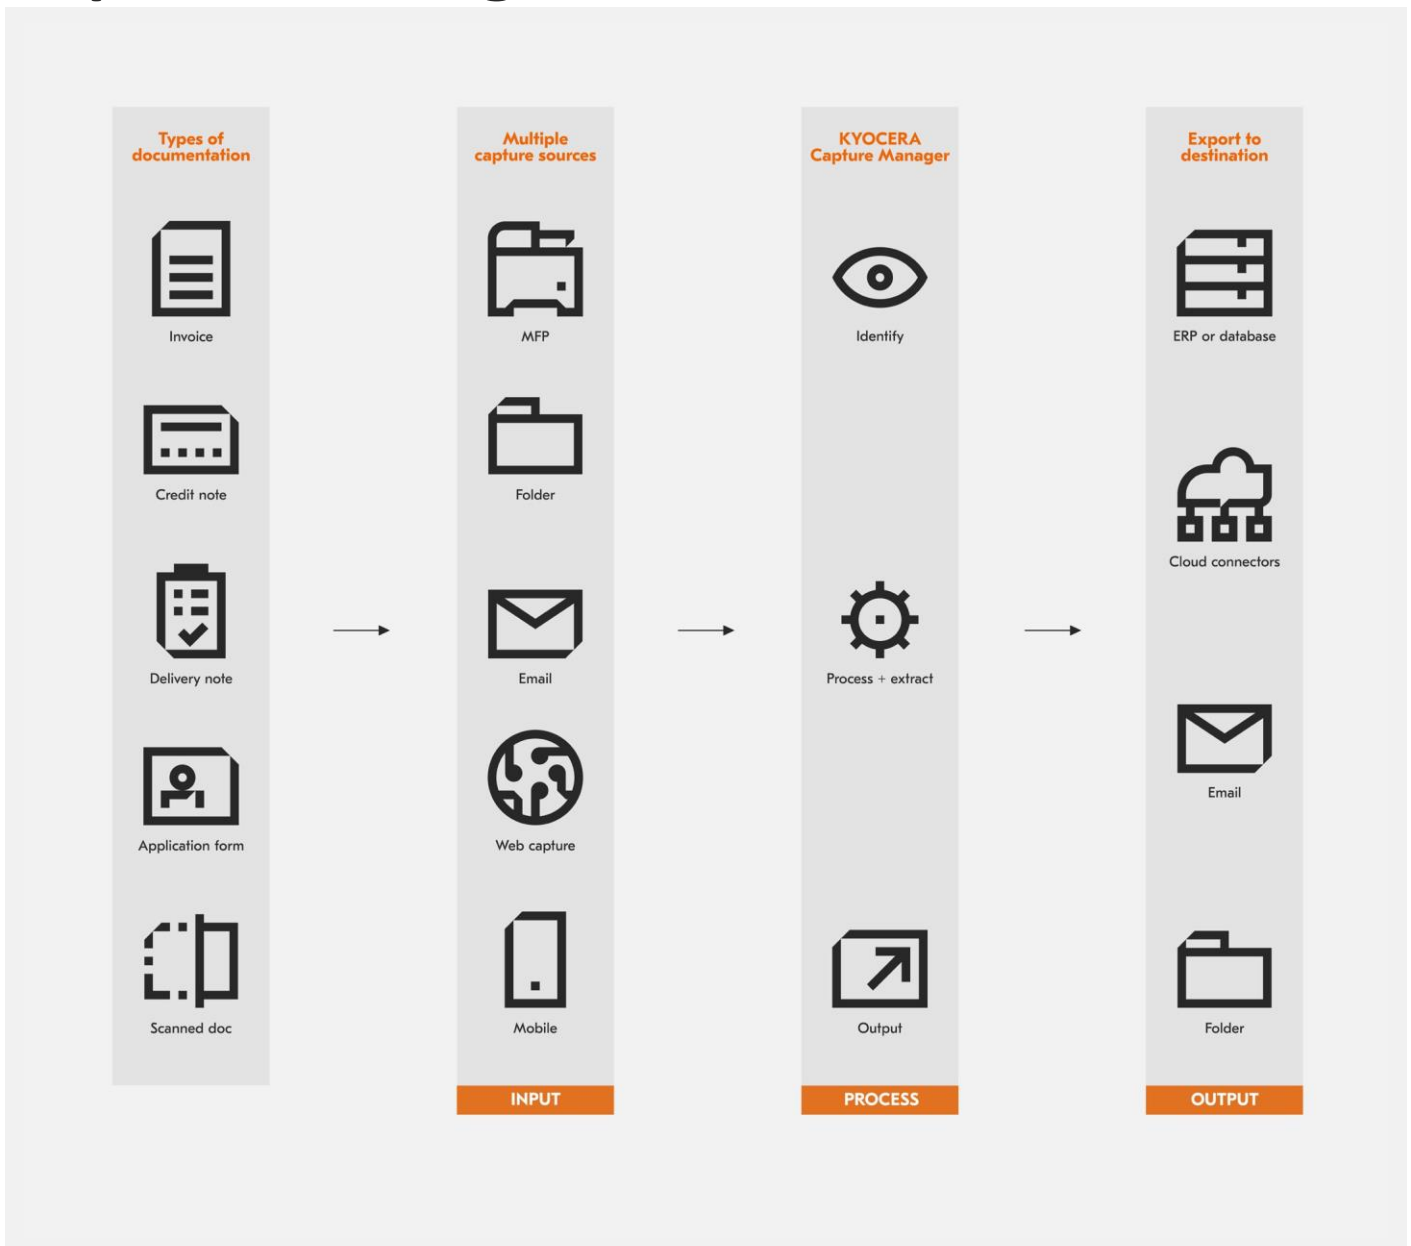 Types of
documentation
Invoice
Credit note
Delivery note
Application form
Scanned doc
Multiple
capture sources
MFP
Folder
Email
Web capture
Mobile
INPUT
KYOCERA
Capture Manager
Identify
Process + extract
Output
PROCESS
Export to
destination
ERP or database
Cloud connectors
Email
Folder
OUTPUT